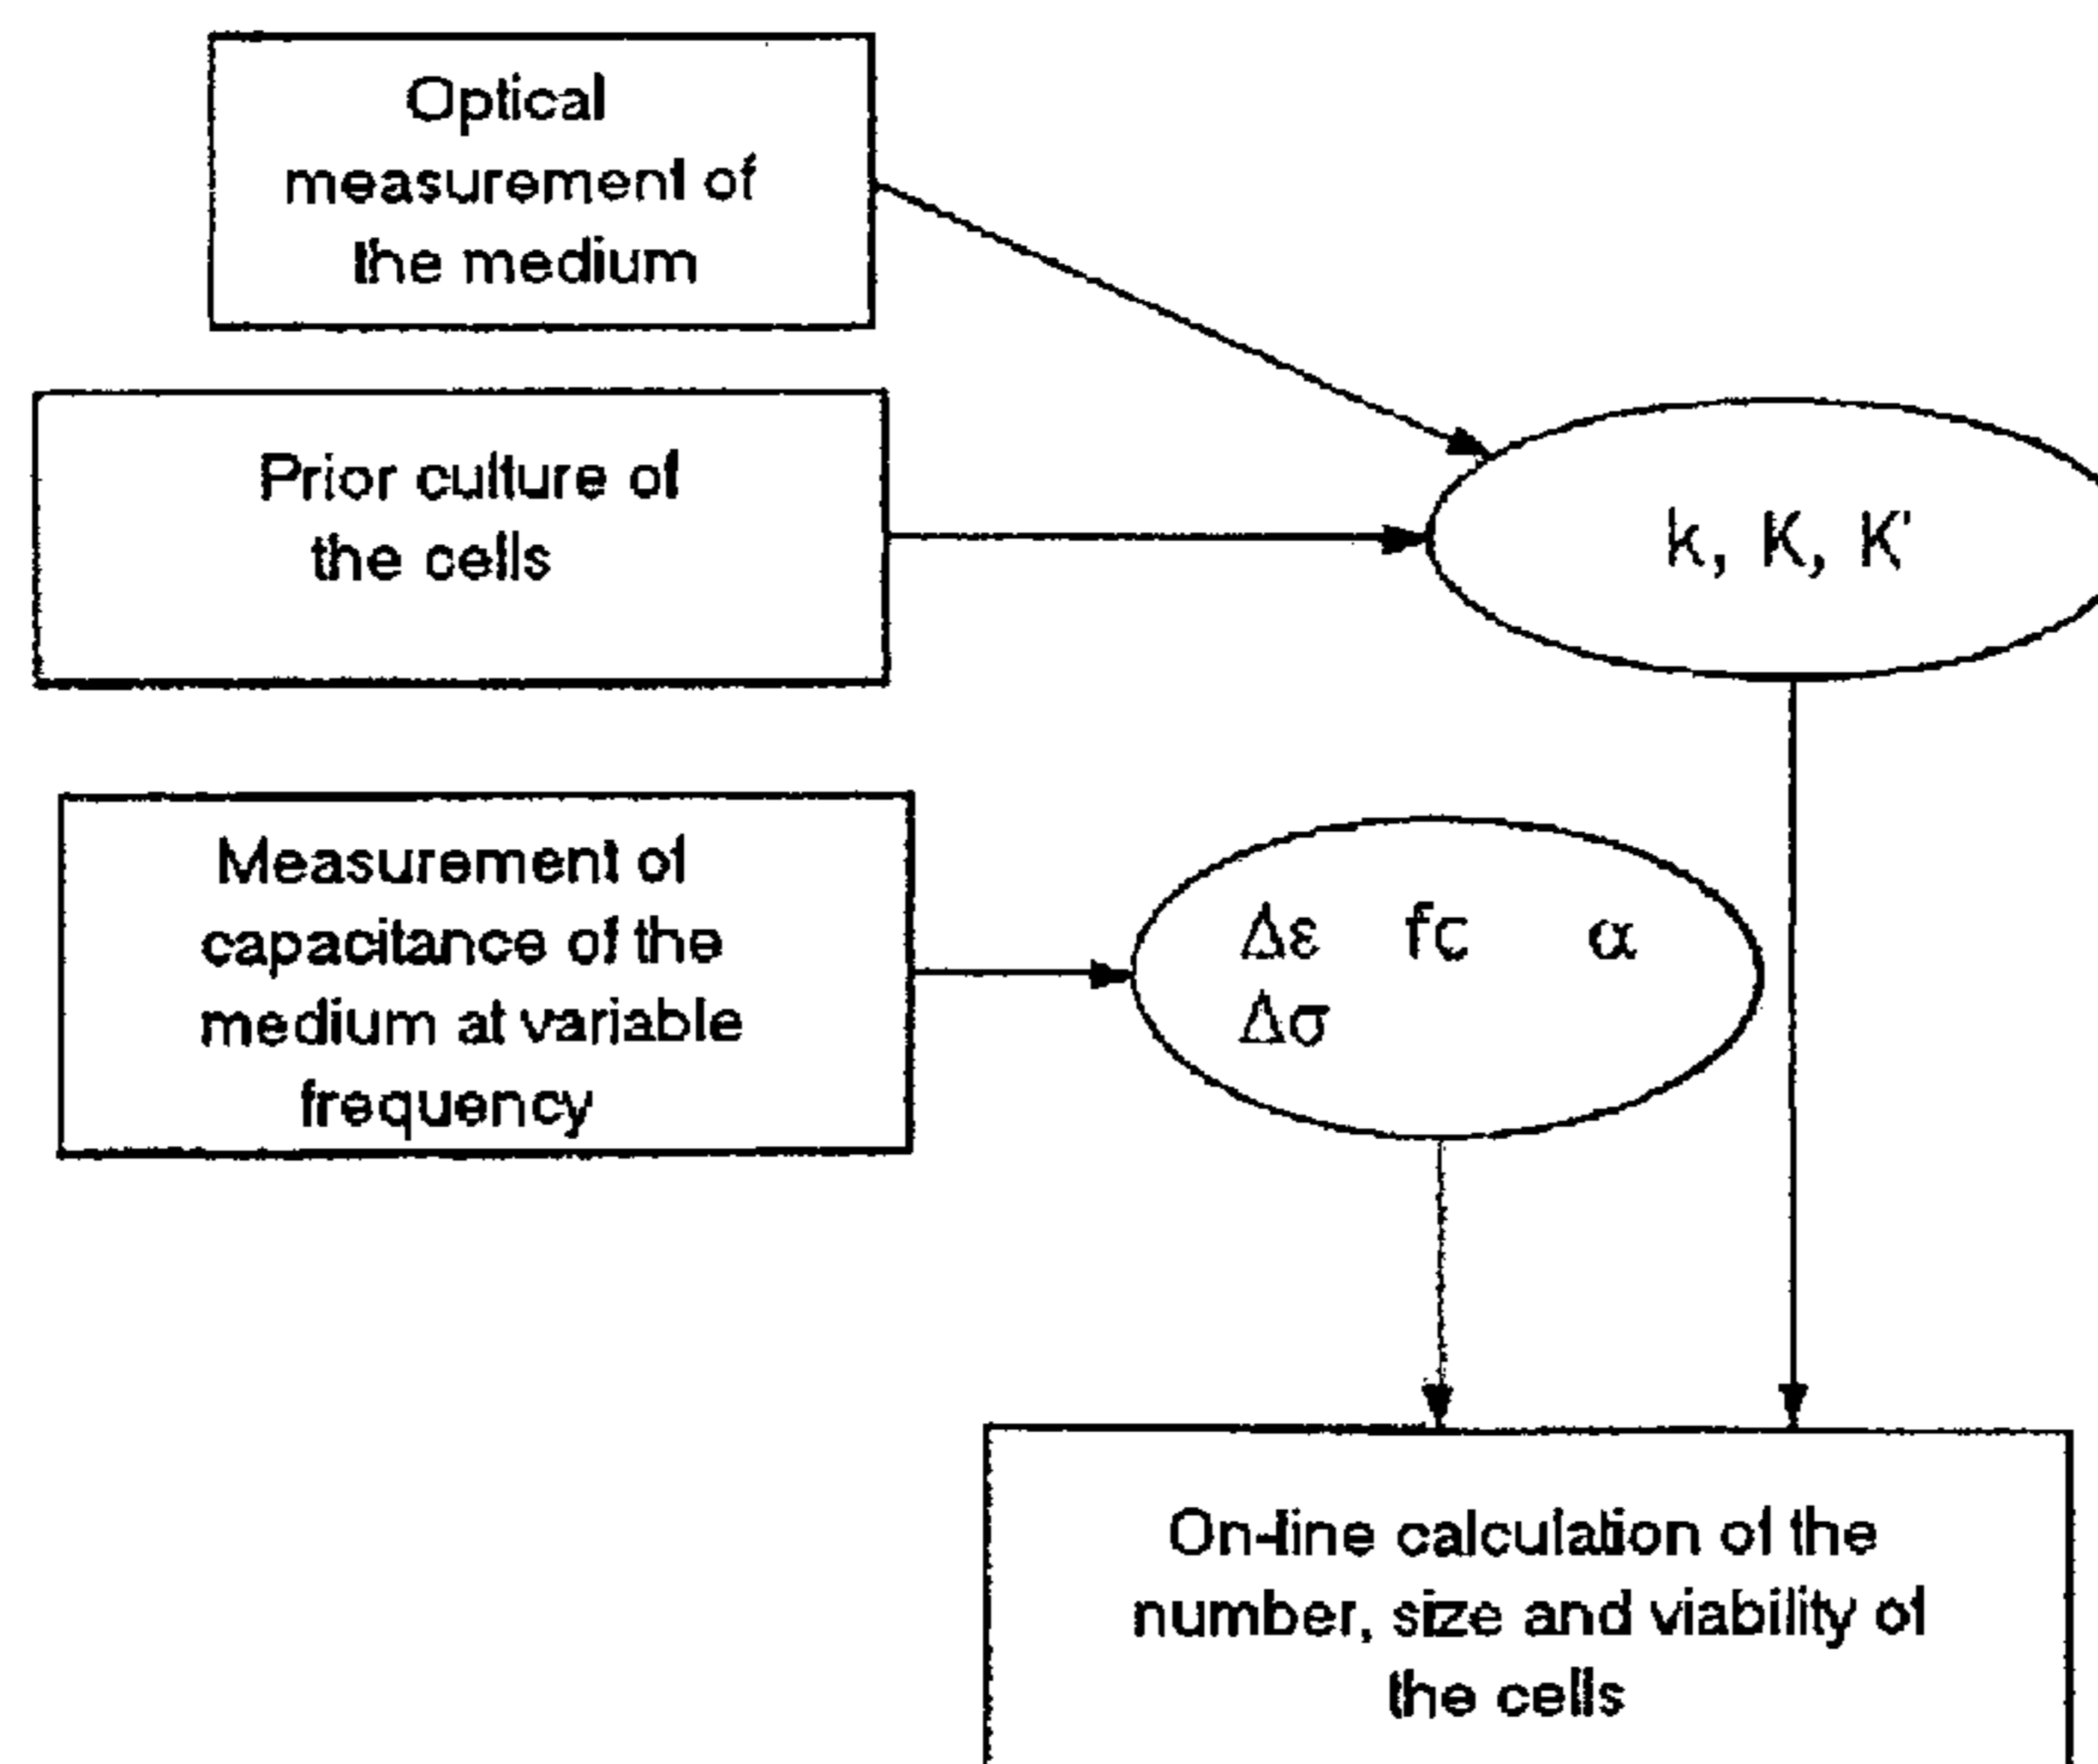 Optical
measurement of
the medium
Prior culture of
the cells
k, K, K'
Measurement of
capacitance of the
medium at variable
frequency
Δε fc α
Δσ
On-line calculation of the
number, size and viability of
the cells